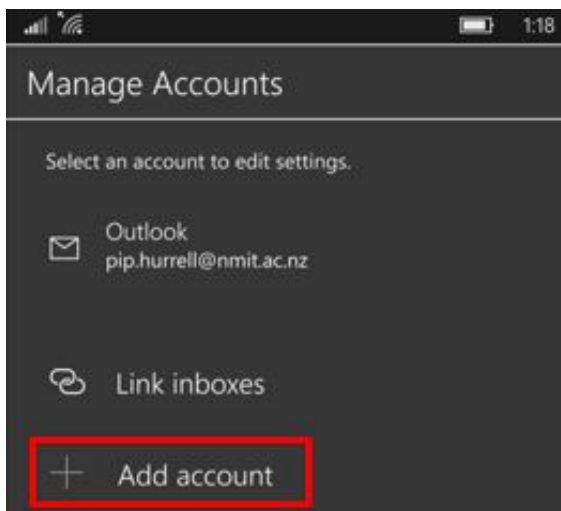 1:18
Manage Accounts
Select an account to edit settings.
Outlook
pip.hurrell@nmit.ac.nz
Link inboxes
Add account